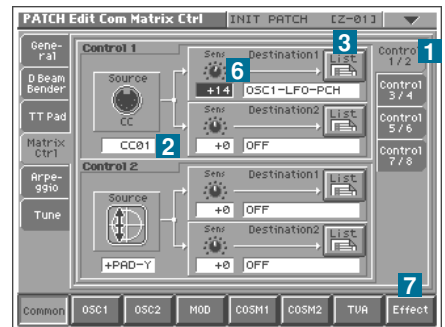 PATCH Edit Com Matrix Ctrl INIT PATCH [Z-01]
Gene-
ral
D Beam
Bender
TT Pad
Matrix
Ctrl
Arpe-
ggio
Tune
Control 1
Source
CC
CC01
2
Sens
6
Destination1
3
List
+14
OSC1-LFO-PCH
Sens
Destination2
List
+0
OFF
Control 2
Source
+PAD-Y
Sens
Destination1
List
+0
OFF
Sens
Destination2
List
+0
OFF
Control
1/2
1
Control
3/4
Control
5/6
Control
7/8
7
Common
OSC1
OSC2
MOD
COSM1
COSM2
TVA
Effect